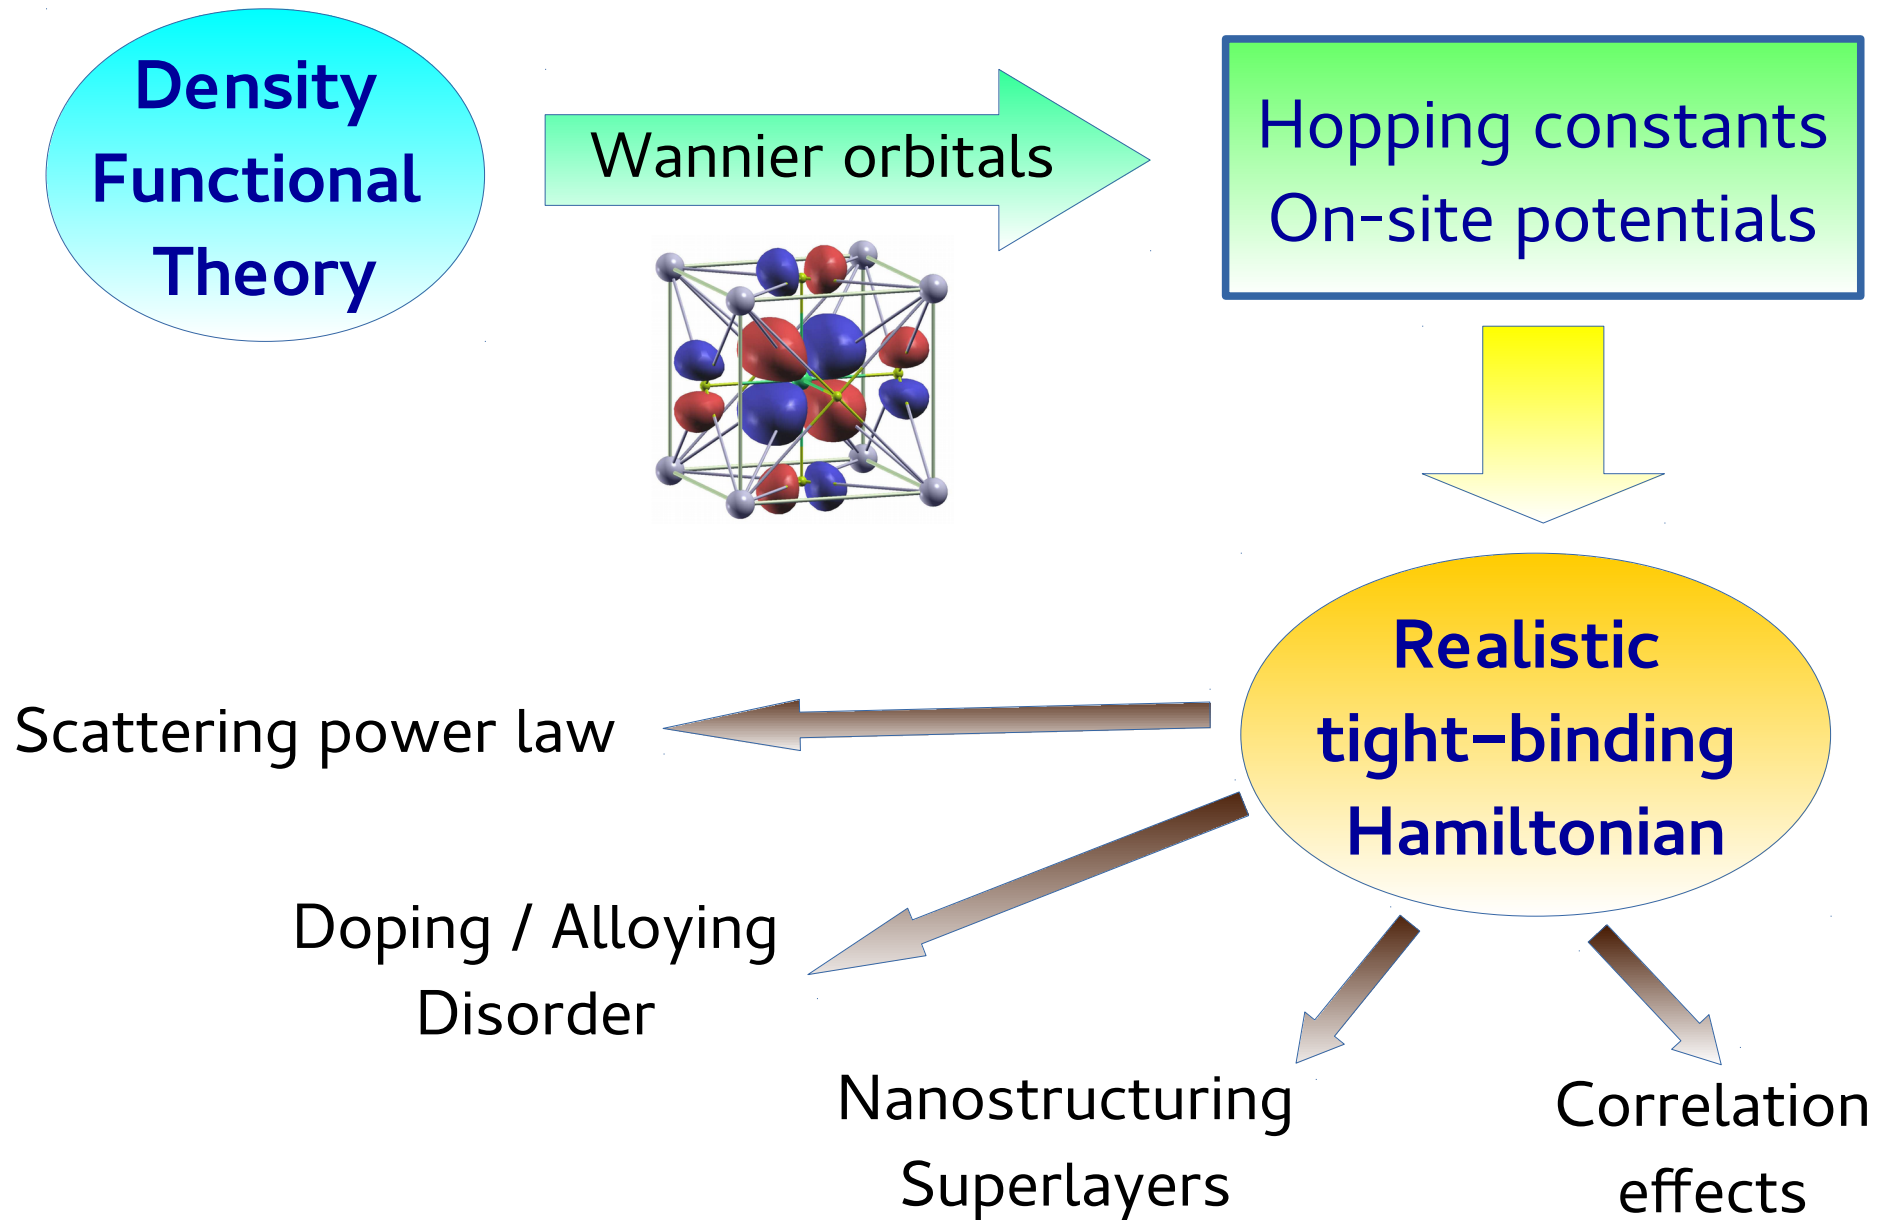 Density
Functional
Theory
Wannier orbitals
Hopping constants
On-site potentials
Realistic
tight-binding
Hamiltonian
Scattering power law
Doping / Alloying
Disorder
Nanostructuring
Superlayers
Correlation
effects